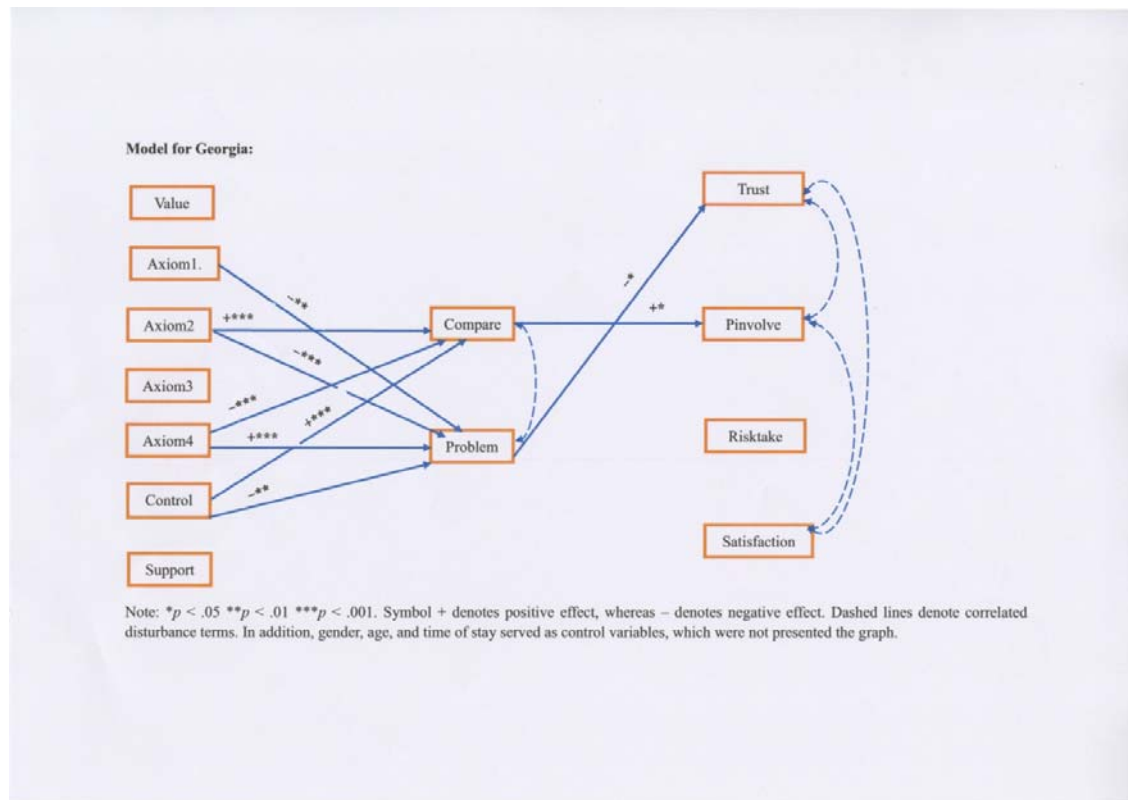 Model for Georgia:
Value
Trust
Axiom1.
–**
–*
Axiom2
+***
Compare
+*
Pinvolve
–***
Axiom3
–***
+***
Axiom4
+***
Problem
Risktake
Control
–**
Satisfaction
Support
Note: *p < .05 **p < .01 ***p < .001. Symbol + denotes positive effect, whereas – denotes negative effect. Dashed lines denote correlated
disturbance terms. In addition, gender, age, and time of stay served as control variables, which were not presented the graph.